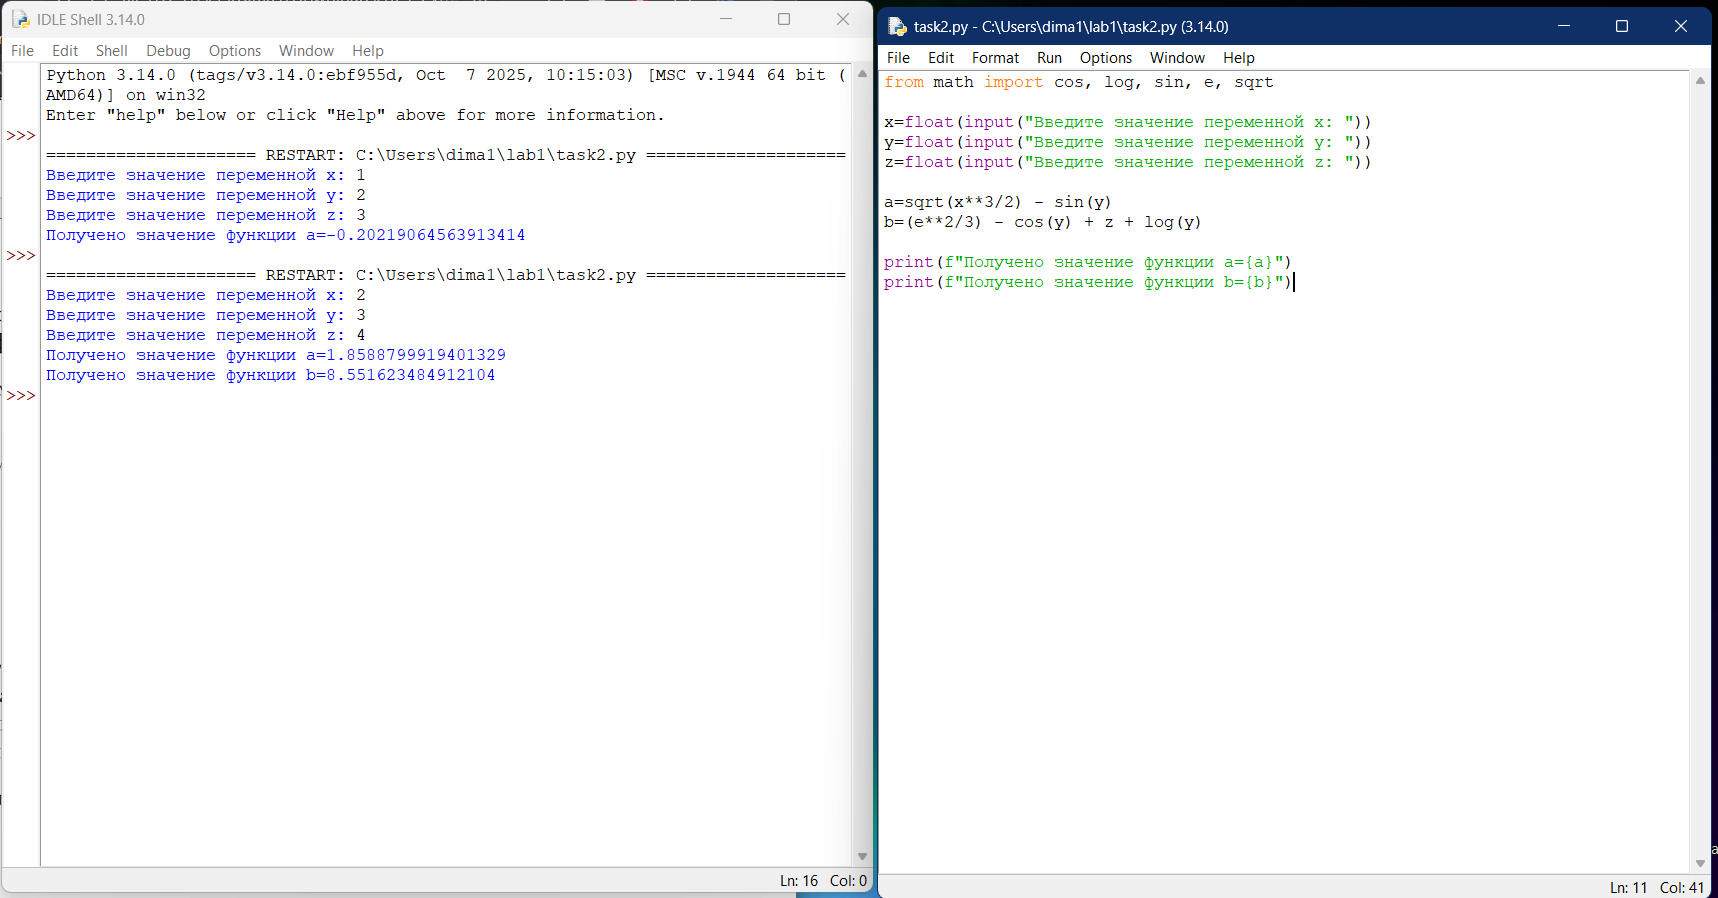 IDLE Shell 3.14.0
File Edit Shell Debug Options Window Help
Python 3.14.0 (tags/v3.14.0:ebf955d, Oct  7 2025, 10:15:03) [MSC v.1944 64 bit (
AMD64)] on win32
Enter "help" below or click "Help" above for more information.
>>>
===================== RESTART: C:\Users\dima1\lab1\task2.py ====================
Введите значение переменной x: 1
Введите значение переменной y: 2
Введите значение переменной z: 3
Получено значение функции a=-0.20219064563913414
>>>
===================== RESTART: C:\Users\dima1\lab1\task2.py ====================
Введите значение переменной x: 2
Введите значение переменной y: 3
Введите значение переменной z: 4
Получено значение функции a=1.8588799919401329
Получено значение функции b=8.551623484912104
>>>
Ln: 16 Col: 0
task2.py - C:\Users\dima1\lab1\task2.py (3.14.0)
File Edit Format Run Options Window Help
from math import cos, log, sin, e, sqrt
x=float(input("Введите значение переменной x: "))
y=float(input("Введите значение переменной y: "))
z=float(input("Введите значение переменной z: "))
a=sqrt(x**3/2) - sin(y)
b=(e**2/3) - cos(y) + z + log(y)
print(f"Получено значение функции a={a}")
print(f"Получено значение функции b={b}")
Ln: 11 Col: 41